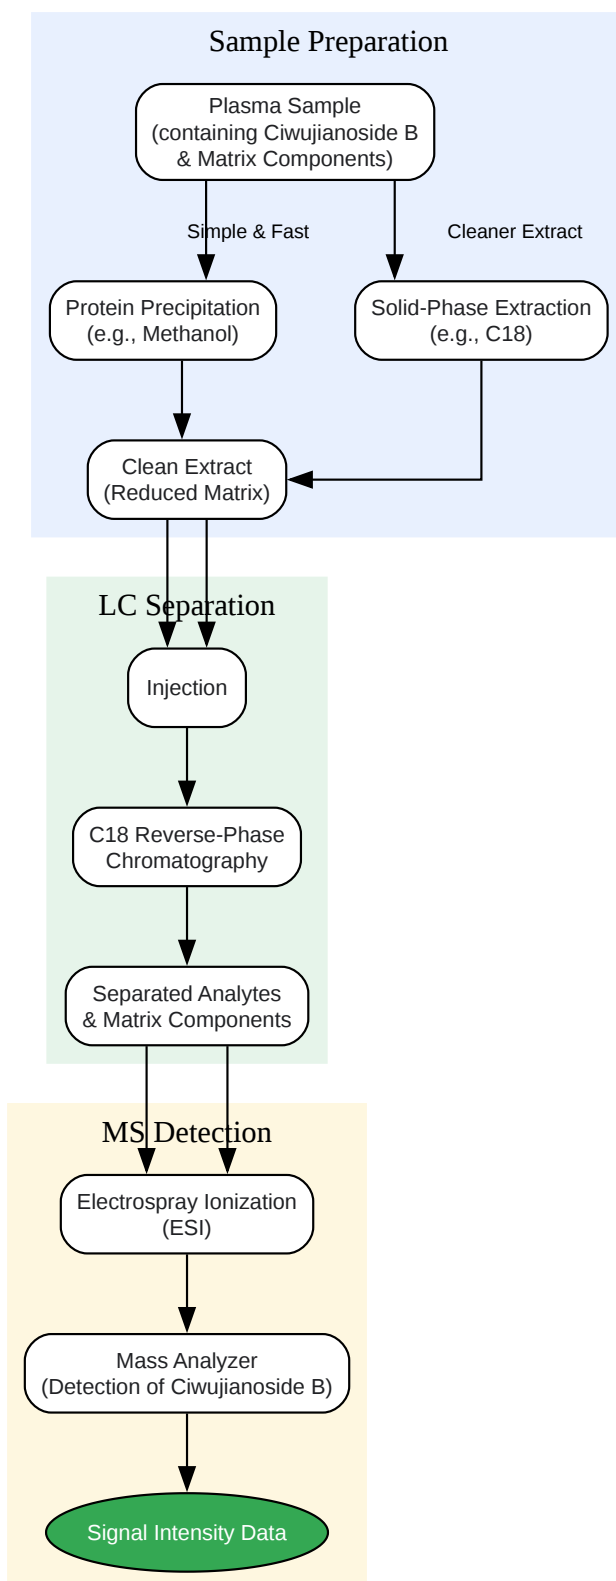 Sample Preparation
Plasma Sample
(containing Ciwujianoside B
& Matrix Components)
Simple & Fast
Cleaner Extract
Protein Precipitation
(e.g., Methanol)
Solid-Phase Extraction
(e.g., C18)
Clean Extract
(Reduced Matrix)
LC Separation
Injection
C18 Reverse-Phase
Chromatography
Separated Analytes
& Matrix Components
MS Detection
Electrospray Ionization
(ESI)
Mass Analyzer
(Detection of Ciwujianoside B)
Signal Intensity Data